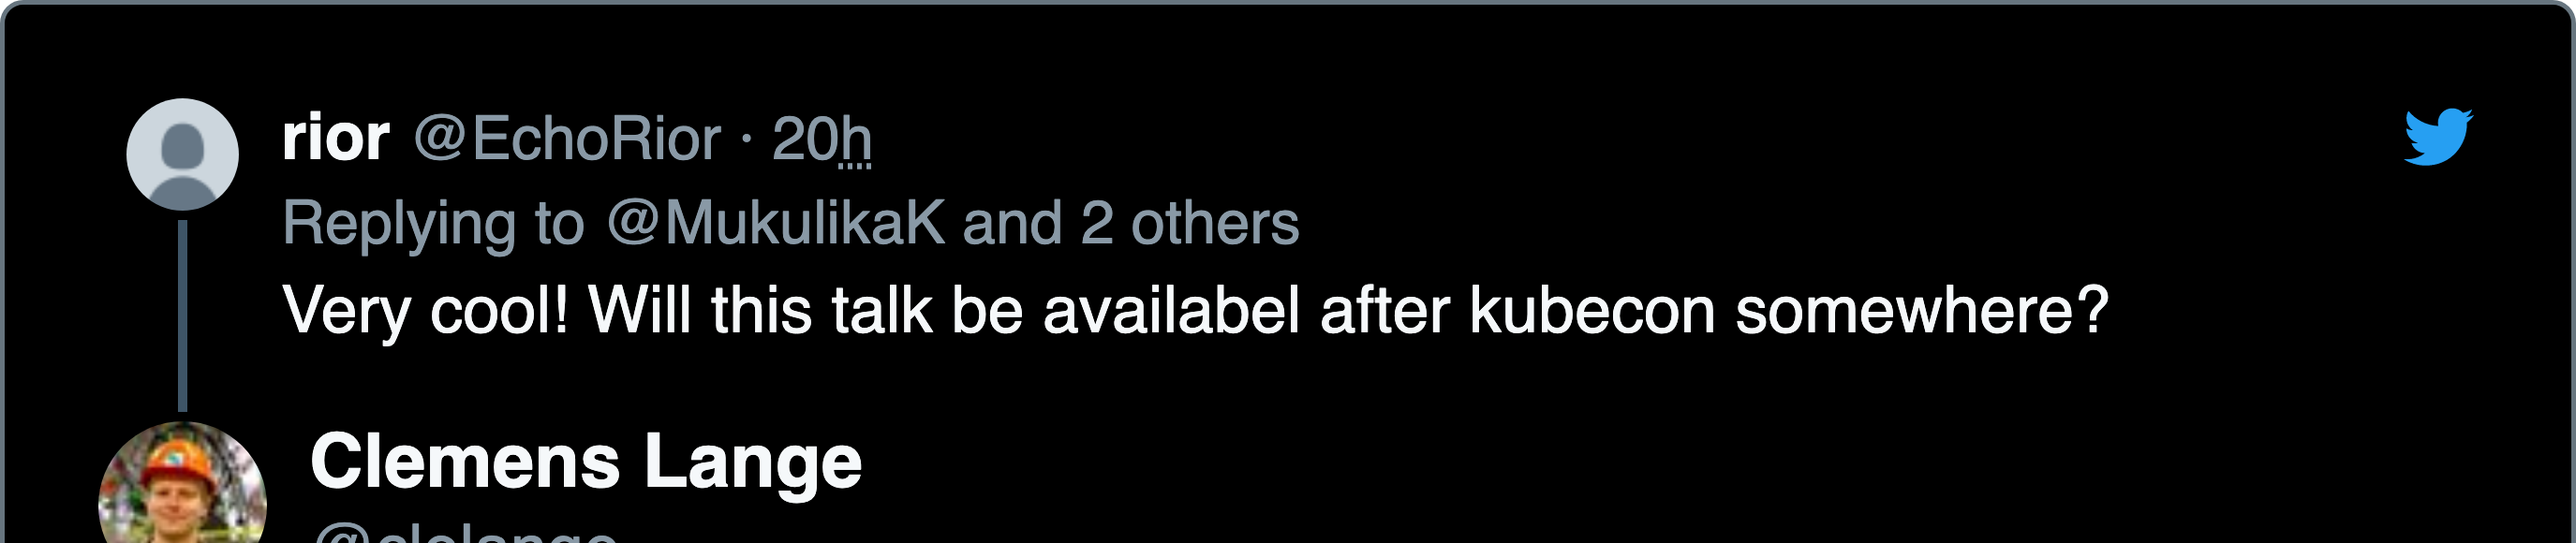 rior @EchoRior · 20h
Replying to @MukulikaK and 2 others
Very cool! Will this talk be availabel after kubecon somewhere?
Clemens Lange
@clelange